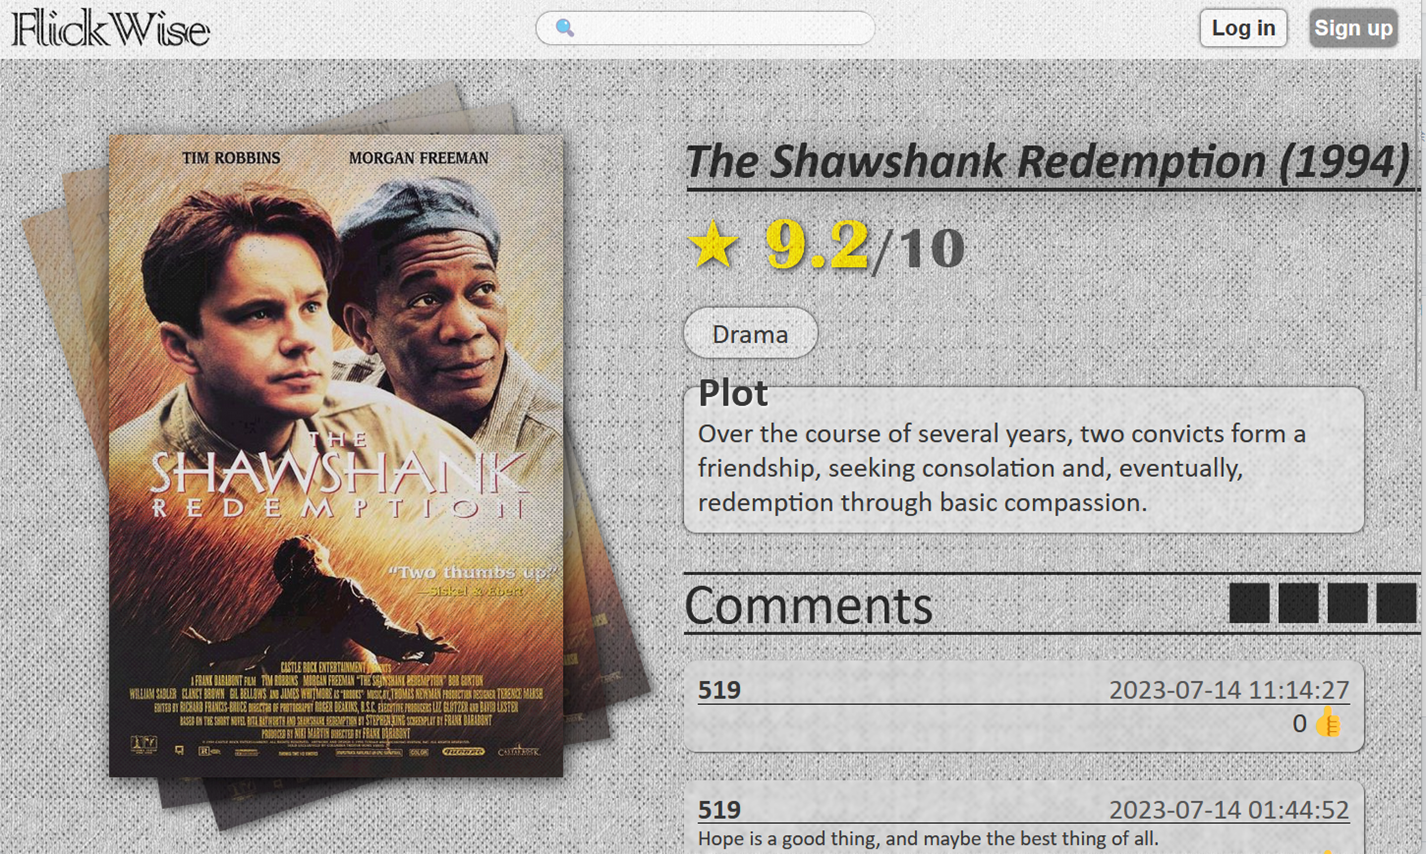 FlickWise
Log in
Sign up
TIM ROBBINS MORGAN FREEMAN
THE
SHAWSHANK
REDEMPTION
"Two thumbs up!"
—Siskel & Ebert
CASTLE ROCK ENTERTAINMENT
A FRANK DARABONT FILM TIM ROBBINS MORGAN FREEMAN "THE SHAWSHANK REDEMPTION" BOB GUNTON
WILLIAM SADLER CLANCY BROWN GIL BELLOWS AND JAMES WHITMORE AS "BROOKS" MUSIC BY THOMAS NEWMAN PRODUCTION DESIGNER TERENCE MARSH
EDITED BY RICHARD FRANCIS-BRUCE DIRECTOR OF PHOTOGRAPHY ROGER DEAKINS, B.S.C. EXECUTIVE PRODUCERS LIZ GLOTZER AND DAVID LESTER
BASED ON THE SHORT NOVEL RITA HAYWORTH AND SHAWSHANK REDEMPTION BY STEPHEN KING SCREENPLAY BY FRANK DARABONT
PRODUCED BY NIKI MARVIN DIRECTED BY FRANK DARABONT
The Shawshank Redemption (1994)
★ 9.2/10
Drama
Plot
Over the course of several years, two convicts form a
friendship, seeking consolation and, eventually,
redemption through basic compassion.
Comments
519 2023-07-14 11:14:27
0 👍
519 2023-07-14 01:44:52
Hope is a good thing, and maybe the best thing of all.